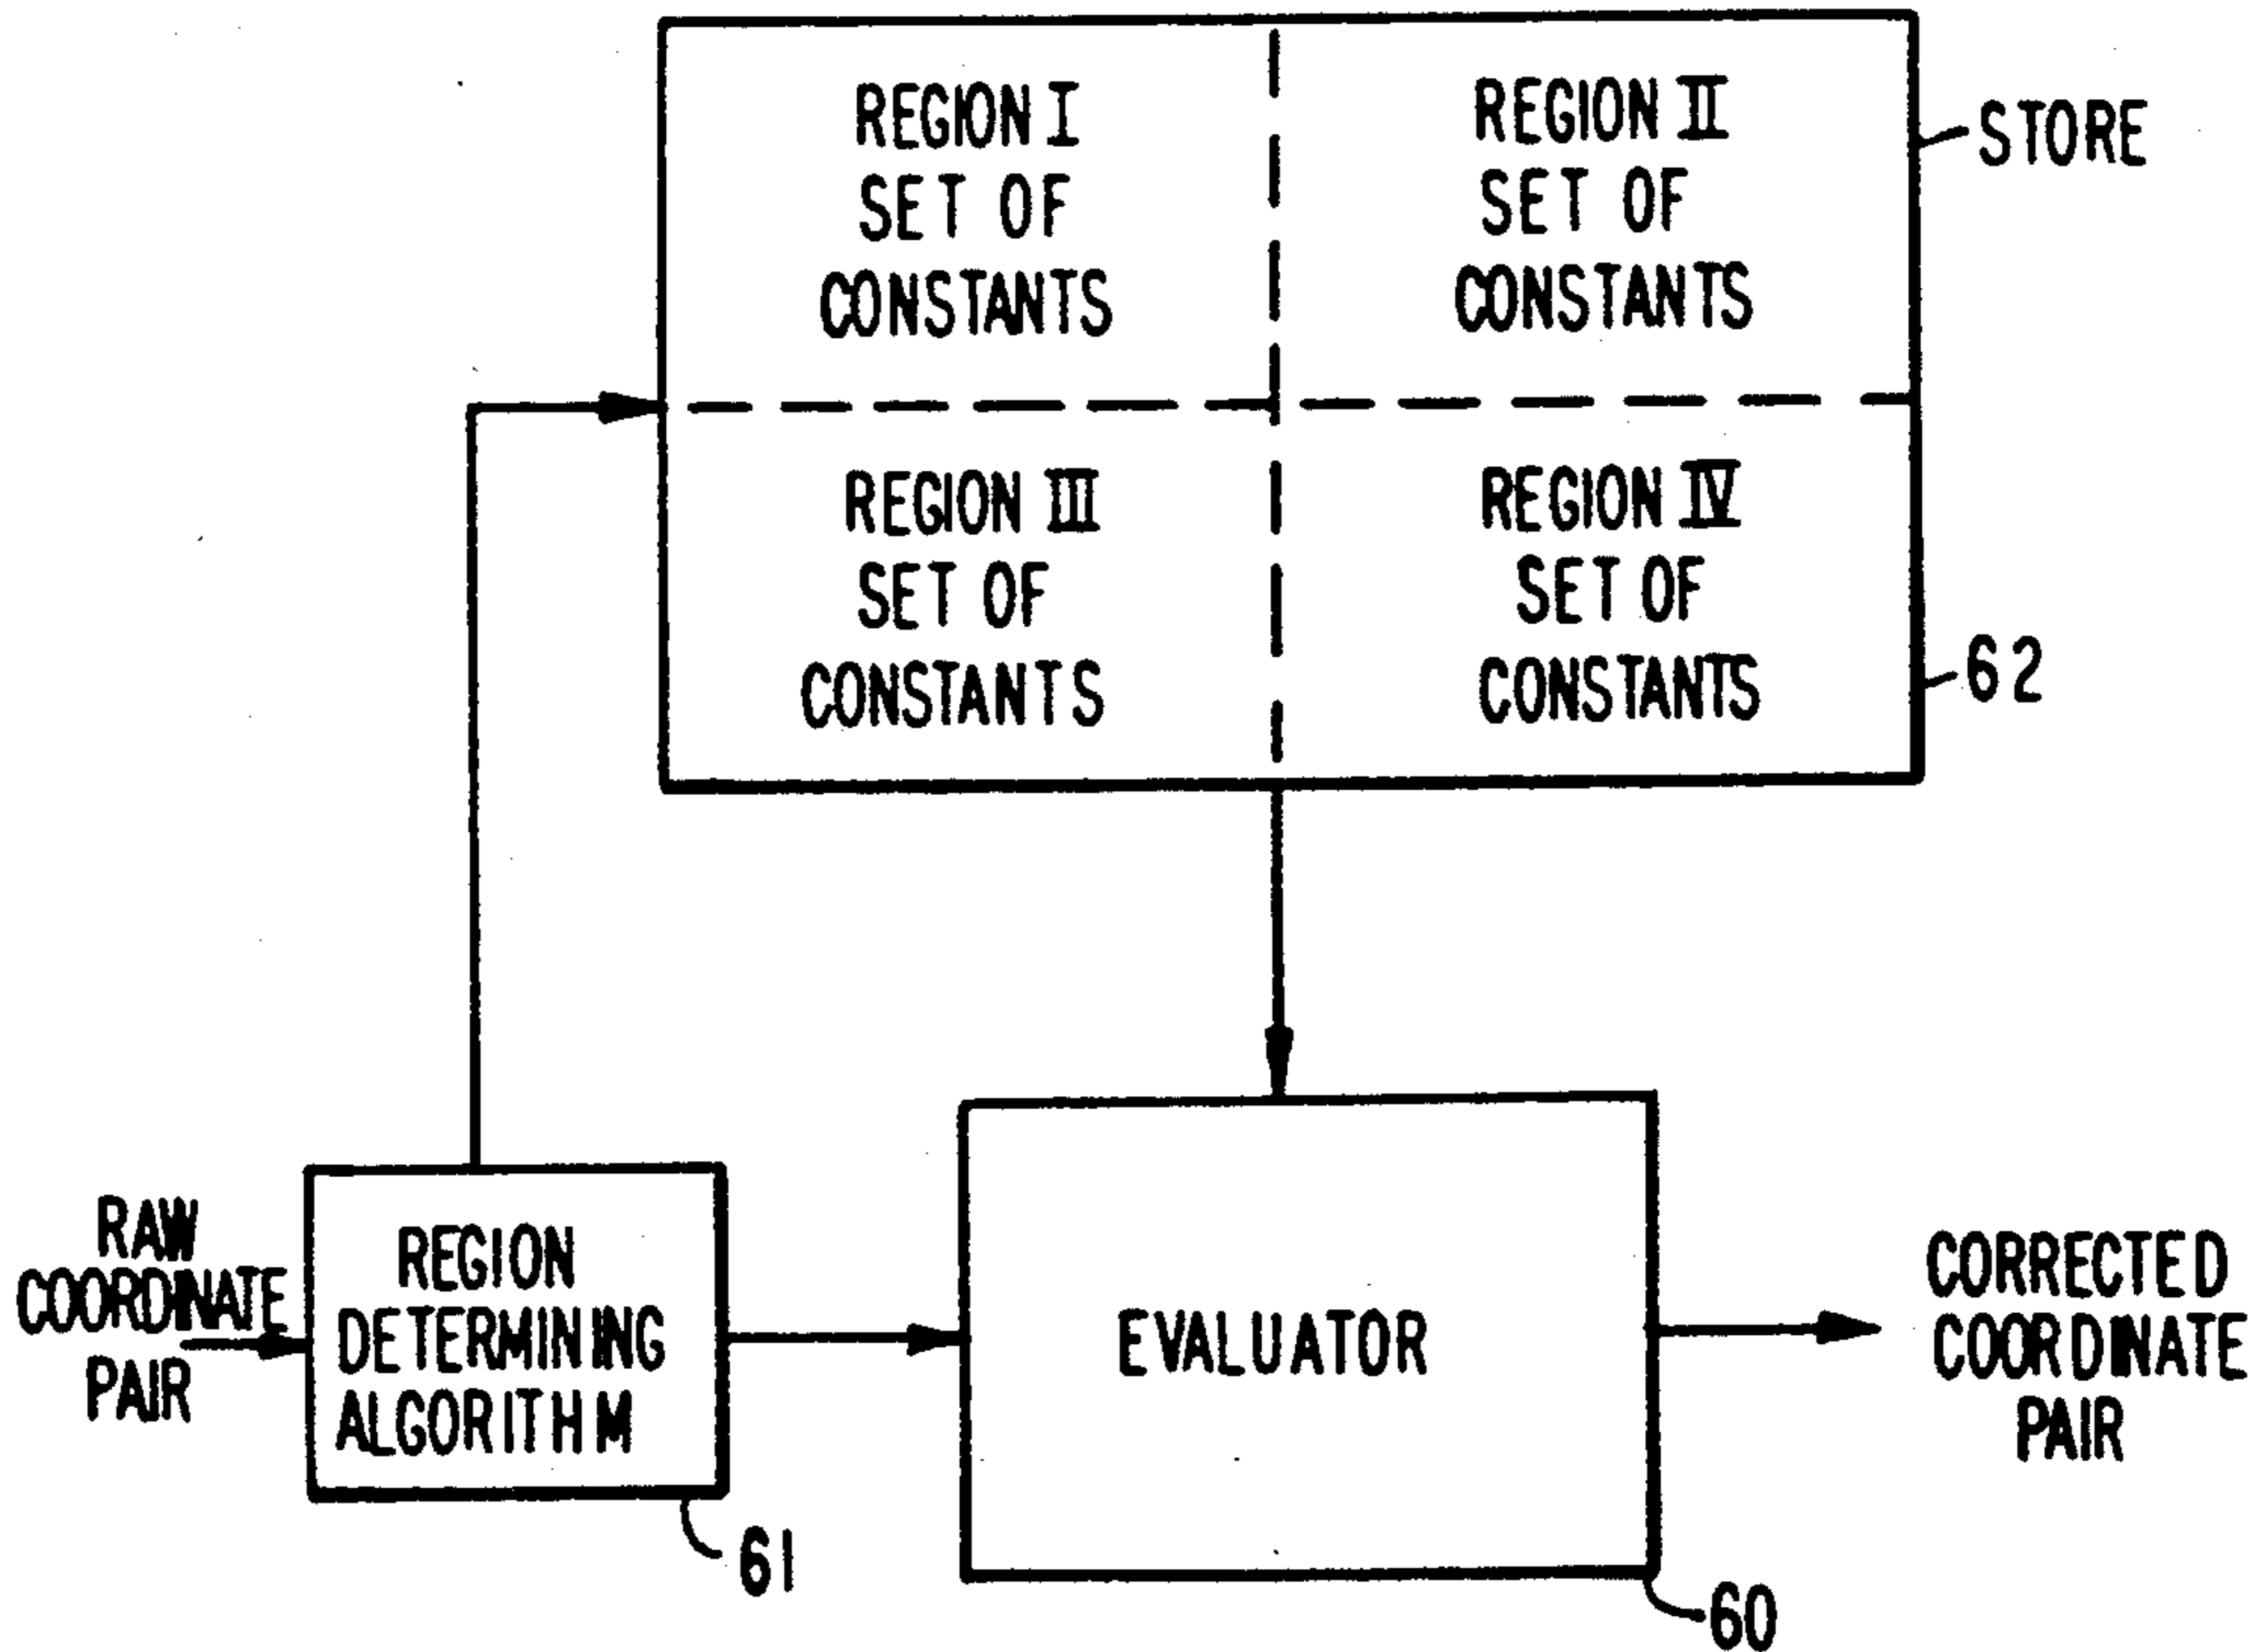 REGION I
SET OF
CONSTANTS
REGION II
SET OF
CONSTANTS
STORE
REGION III
SET OF
CONSTANTS
REGION IV
SET OF
CONSTANTS
62
RAW
COORDINATE
PAIR
REGION
DETERMINING
ALGORITHM
61
EVALUATOR
60
CORRECTED
COORDINATE
PAIR